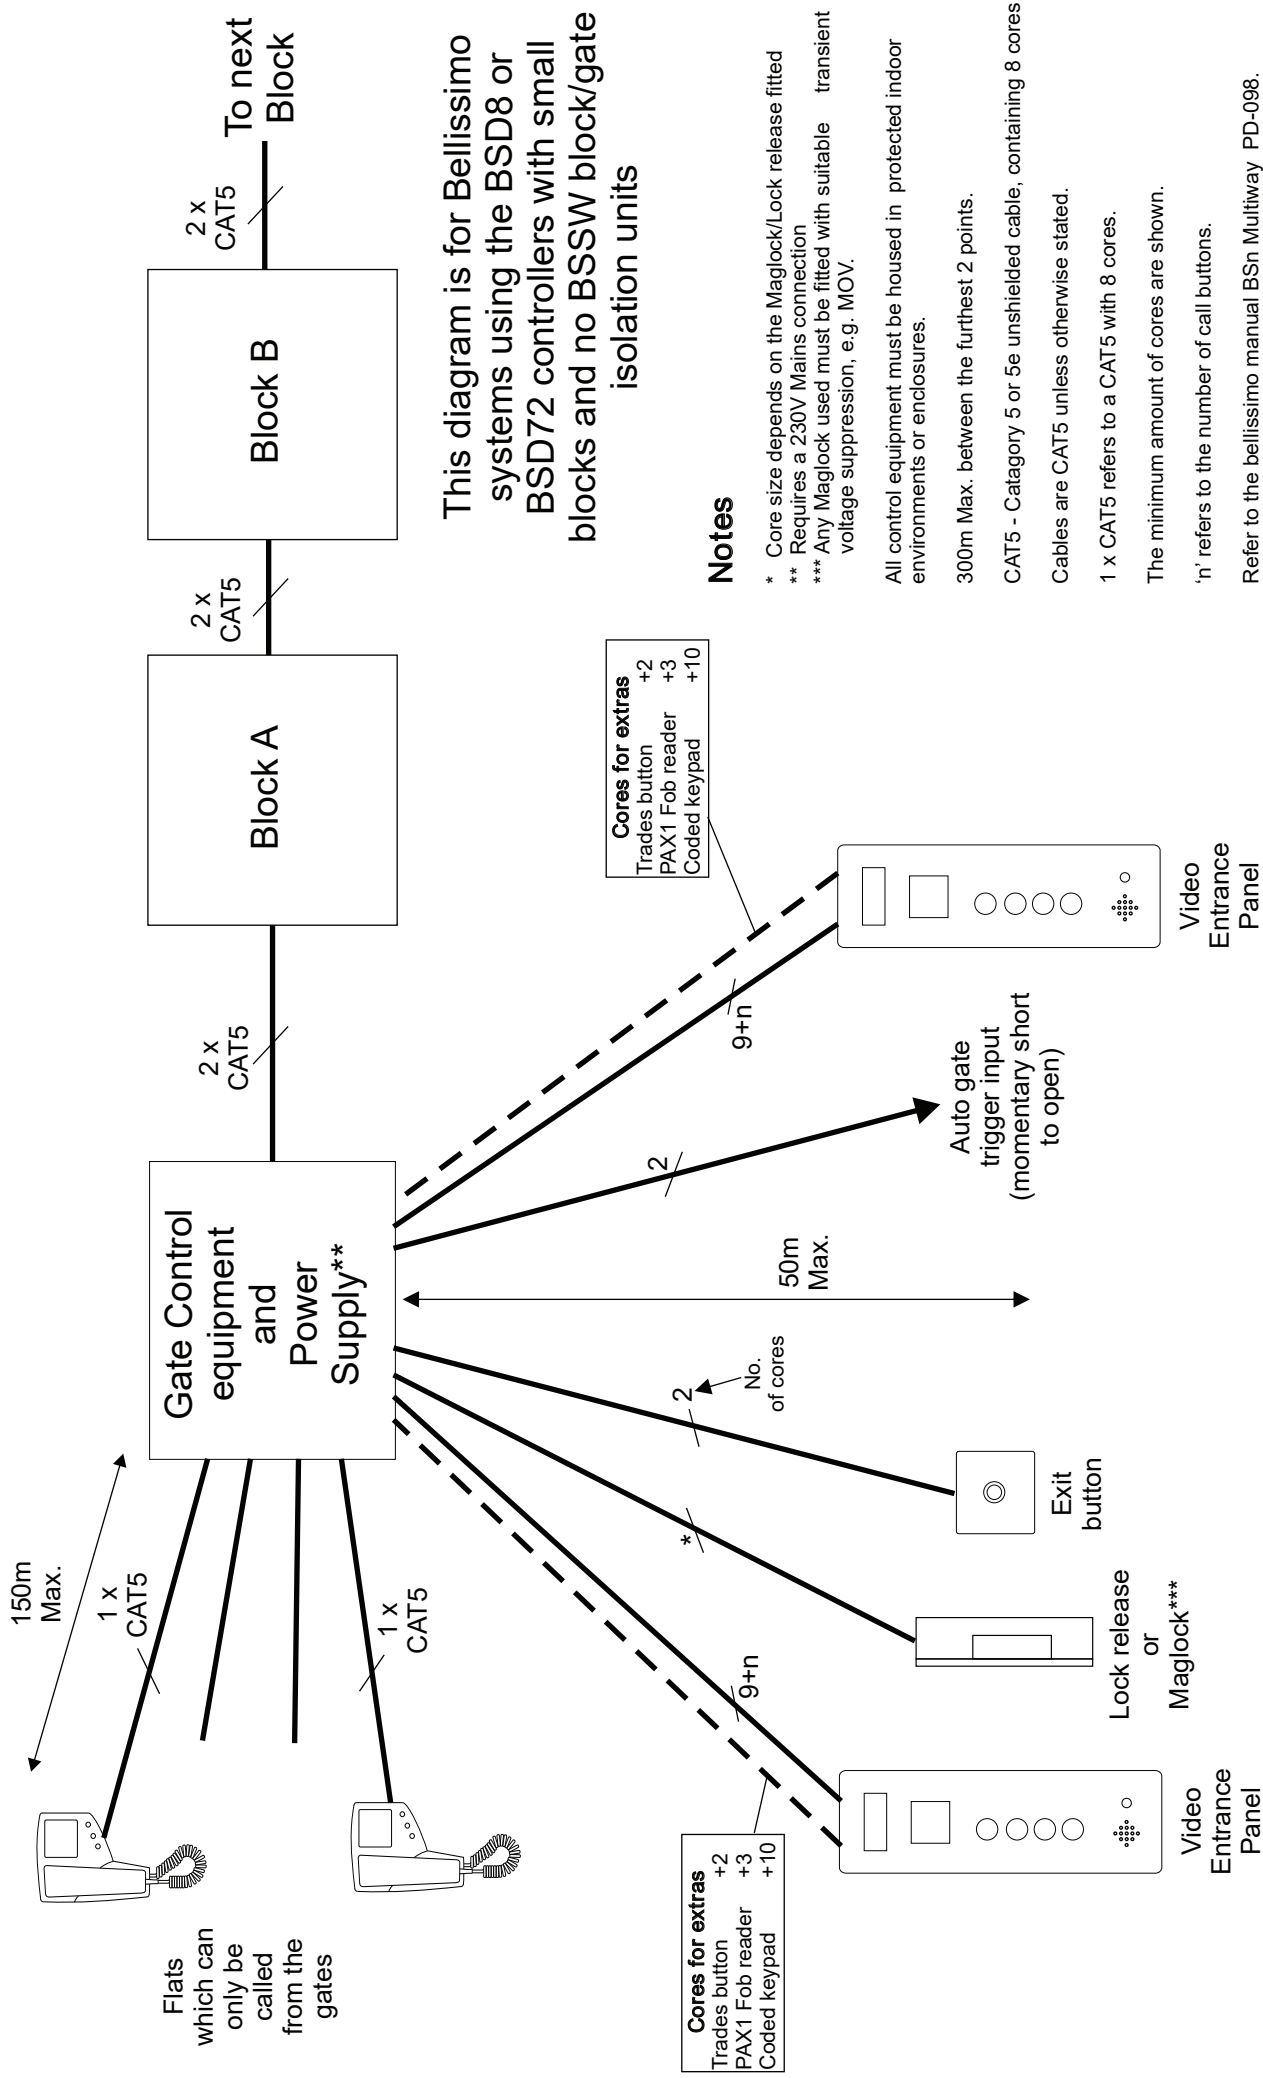 150m
Max.
1 x
CAT5
1 x
CAT5
Flats
which can
only be
called
from the
gates
Gate Control
equipment
and
Power
Supply**
2 x
CAT5
Block A
2 x
CAT5
Block B
2 x
CAT5
To next
Block
This diagram is for Bellissimo
systems using the BSD8 or
BSD72 controllers with small
blocks and no BSSW block/gate
isolation units
Cores for extras
Trades button +2
PAX1 Fob reader +3
Coded keypad +10
9+n
Video
Entrance
Panel
*
Lock release
or
Maglock***
2
No.
of cores
Exit
button
50m
Max.
2
Auto gate
trigger input
(momentary short
to open)
9+n
Cores for extras
Trades button +2
PAX1 Fob reader +3
Coded keypad +10
Video
Entrance
Panel
Notes
* Core size depends on the Maglock/Lock release fitted
** Requires a 230V Mains connection
*** Any Maglock used must be fitted with suitable transient
voltage suppression, e.g. MOV.
All control equipment must be housed in protected indoor
environments or enclosures.
300m Max. between the furthest 2 points.
CAT5 - Catagory 5 or 5e unshielded cable, containing 8 cores
Cables are CAT5 unless otherwise stated.
1 x CAT5 refers to a CAT5 with 8 cores.
The minimum amount of cores are shown.
‘n’ refers to the number of call buttons.
Refer to the bellissimo manual BSn Multiway PD-098.